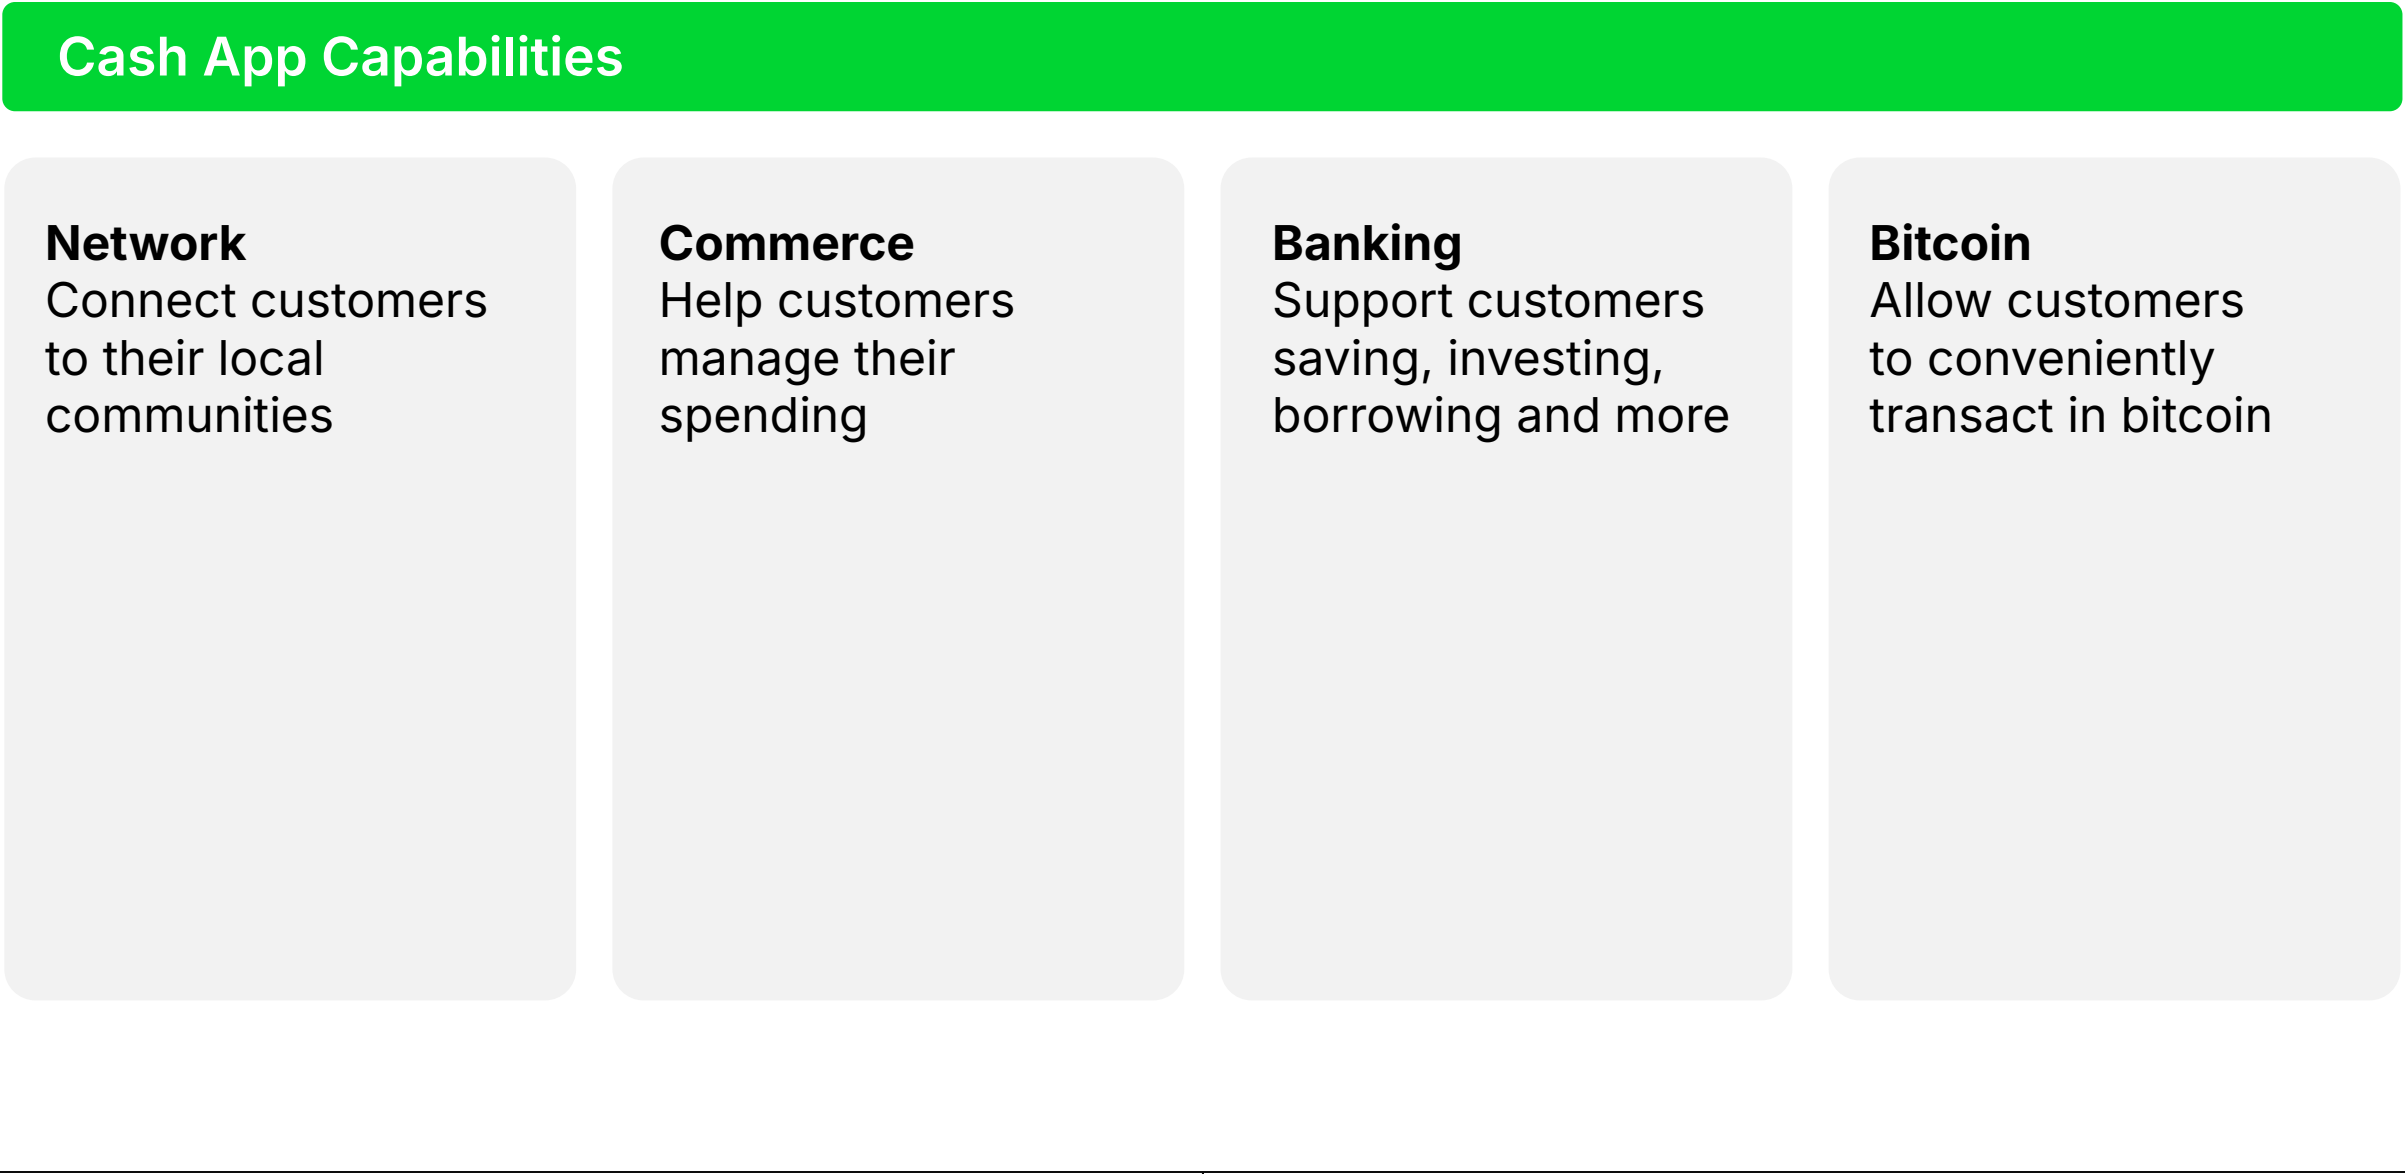 Cash App Capabilities
Network
Connect customers
to their local
communities
Commerce
Help customers
manage their
spending
Banking
Support customers
saving, investing,
borrowing and more
Bitcoin
Allow customers
to conveniently
transact in bitcoin